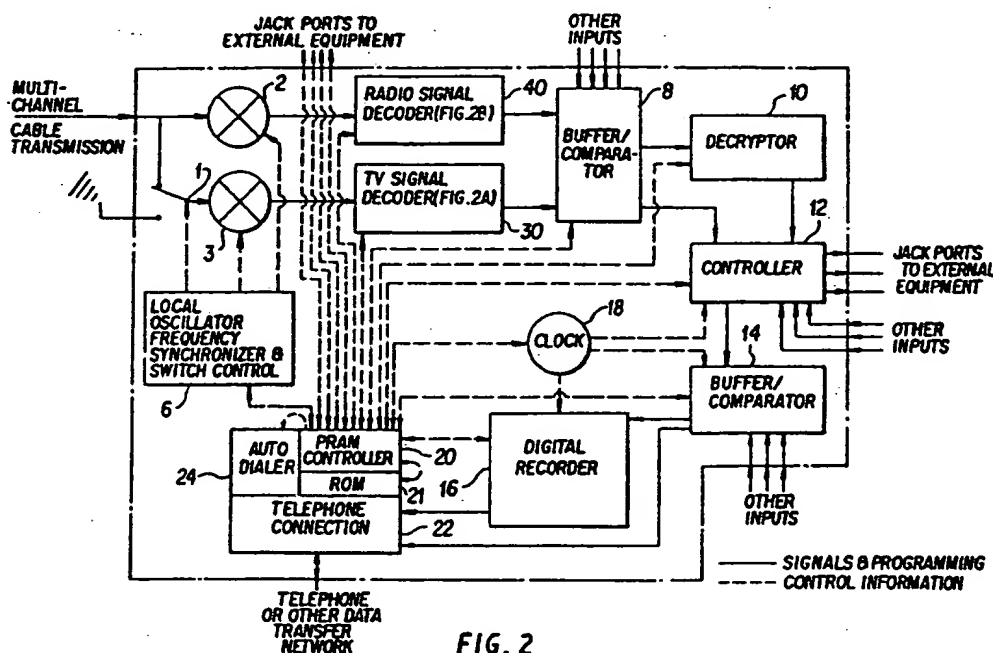 JACK PORTS TO
EXTERNAL EQUIPMENT
OTHER
INPUTS
MULTI-
CHANNEL
CABLE
TRANSMISSION
2
RADIO SIGNAL
DECODER(FIG.2B)
40
8
BUFFER/
COMPARA-
TOR
10
DECRYPTOR
1
3
TV SIGNAL
DECODER(FIG.2A)
30
12
CONTROLLER
JACK PORTS
TO EXTERNAL
EQUIPMENT
OTHER
INPUTS
LOCAL
OSCILLATOR
FREQUENCY
SYNCHRONIZER &
SWITCH CONTROL
6
18
CLOCK
14
BUFFER/
COMPARATOR
AUTO
DIALER
24
PRAM
CONTROLLER
20
ROM
21
TELEPHONE
CONNECTION
22
16
DIGITAL
RECORDER
OTHER
INPUTS
SIGNALS & PROGRAMMING
CONTROL INFORMATION
TELEPHONE
OR OTHER DATA
TRANSFER
NETWORK
FIG. 2